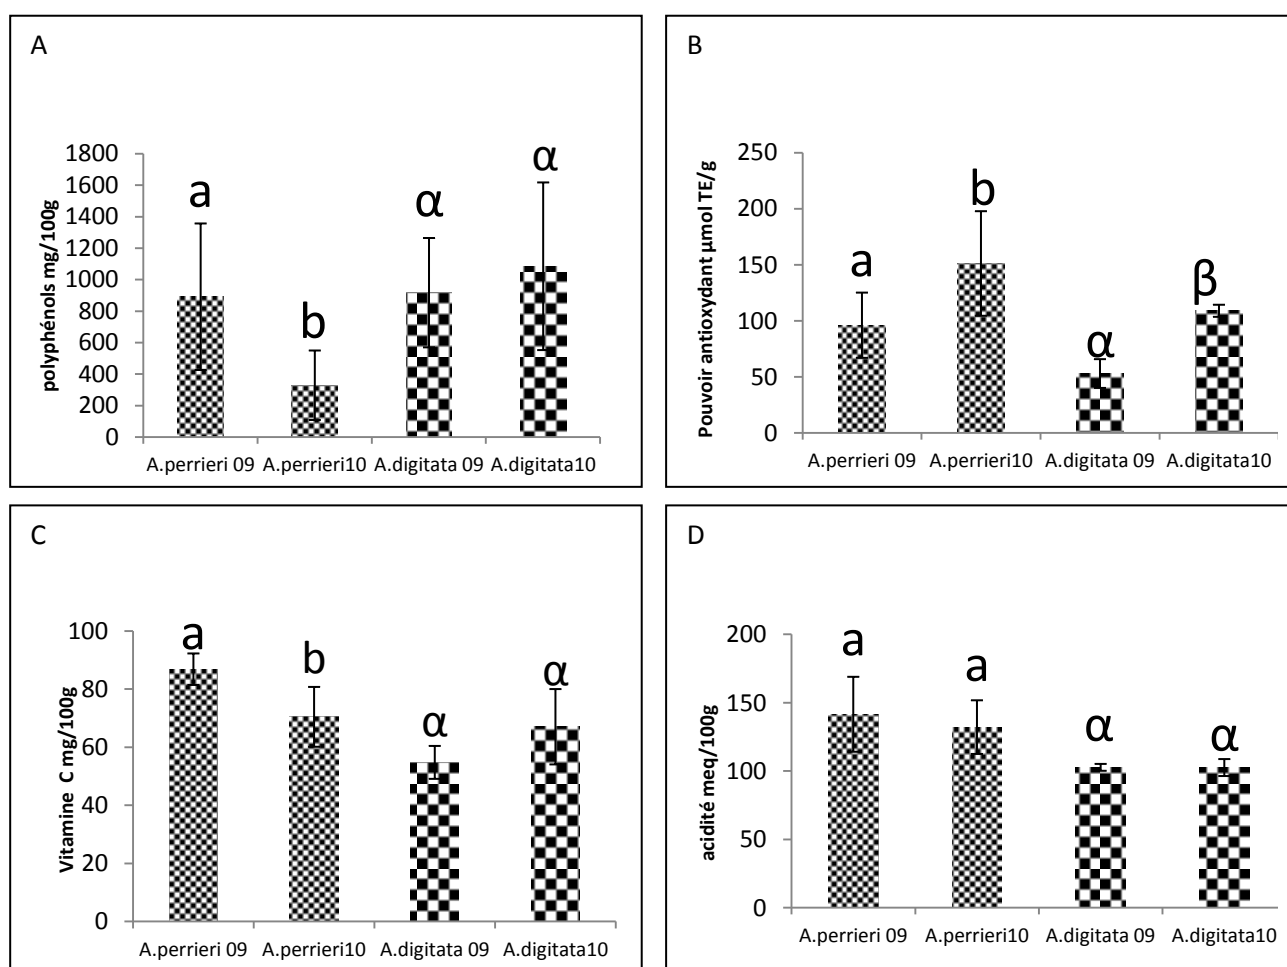 A
polyphénols mg/100g
1800
1600
1400
1200
1000
800
600
400
200
0
a
b
α
α
A.perrieri 09 A.perrieri10 A.digitata 09 A.digitata10
B
Pouvoir antioxydant µmol TE/g
250
200
150
100
50
0
a
b
α
β
A.perrieri 09 A.perrieri10 A.digitata 09 A.digitata10
C
Vitamine C mg/100g
100
80
60
40
20
0
a
b
α
α
A.perrieri 09 A.perrieri10 A.digitata 09 A.digitata10
D
acidité meq/100g
200
150
100
50
0
a
a
α
α
A.perrieri 09 A.perrieri10 A.digitata 09 A.digitata10